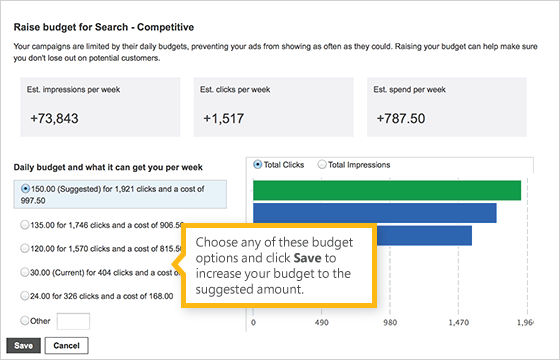 Raise budget for Search - Competitive
Your campaigns are limited by their daily budgets, preventing your ads from showing as often as they could. Raising your budget can help make sure
you don't lose out on potential customers.
Est. impressions per week
Est. clicks per week
Est. spend per week
+73,843
+1,517
+787.50
Daily budget and what it can get you per week
Total Clicks
Total Impressions
150.00 (Suggested) for 1,921 clicks and a cost of
997.50
135.00 for 1,746 clicks and a cost of 906.50
120.00 for 1,570 clicks and a cost of 815.50
30.00 (Current) for 404 clicks and a cost of
24.00 for 326 clicks and a cost of 168.00
Other
Choose any of these budget
options and click Save to
increase your budget to the
suggested amount.
0
490
980
1,470
1,96
Save
Cancel